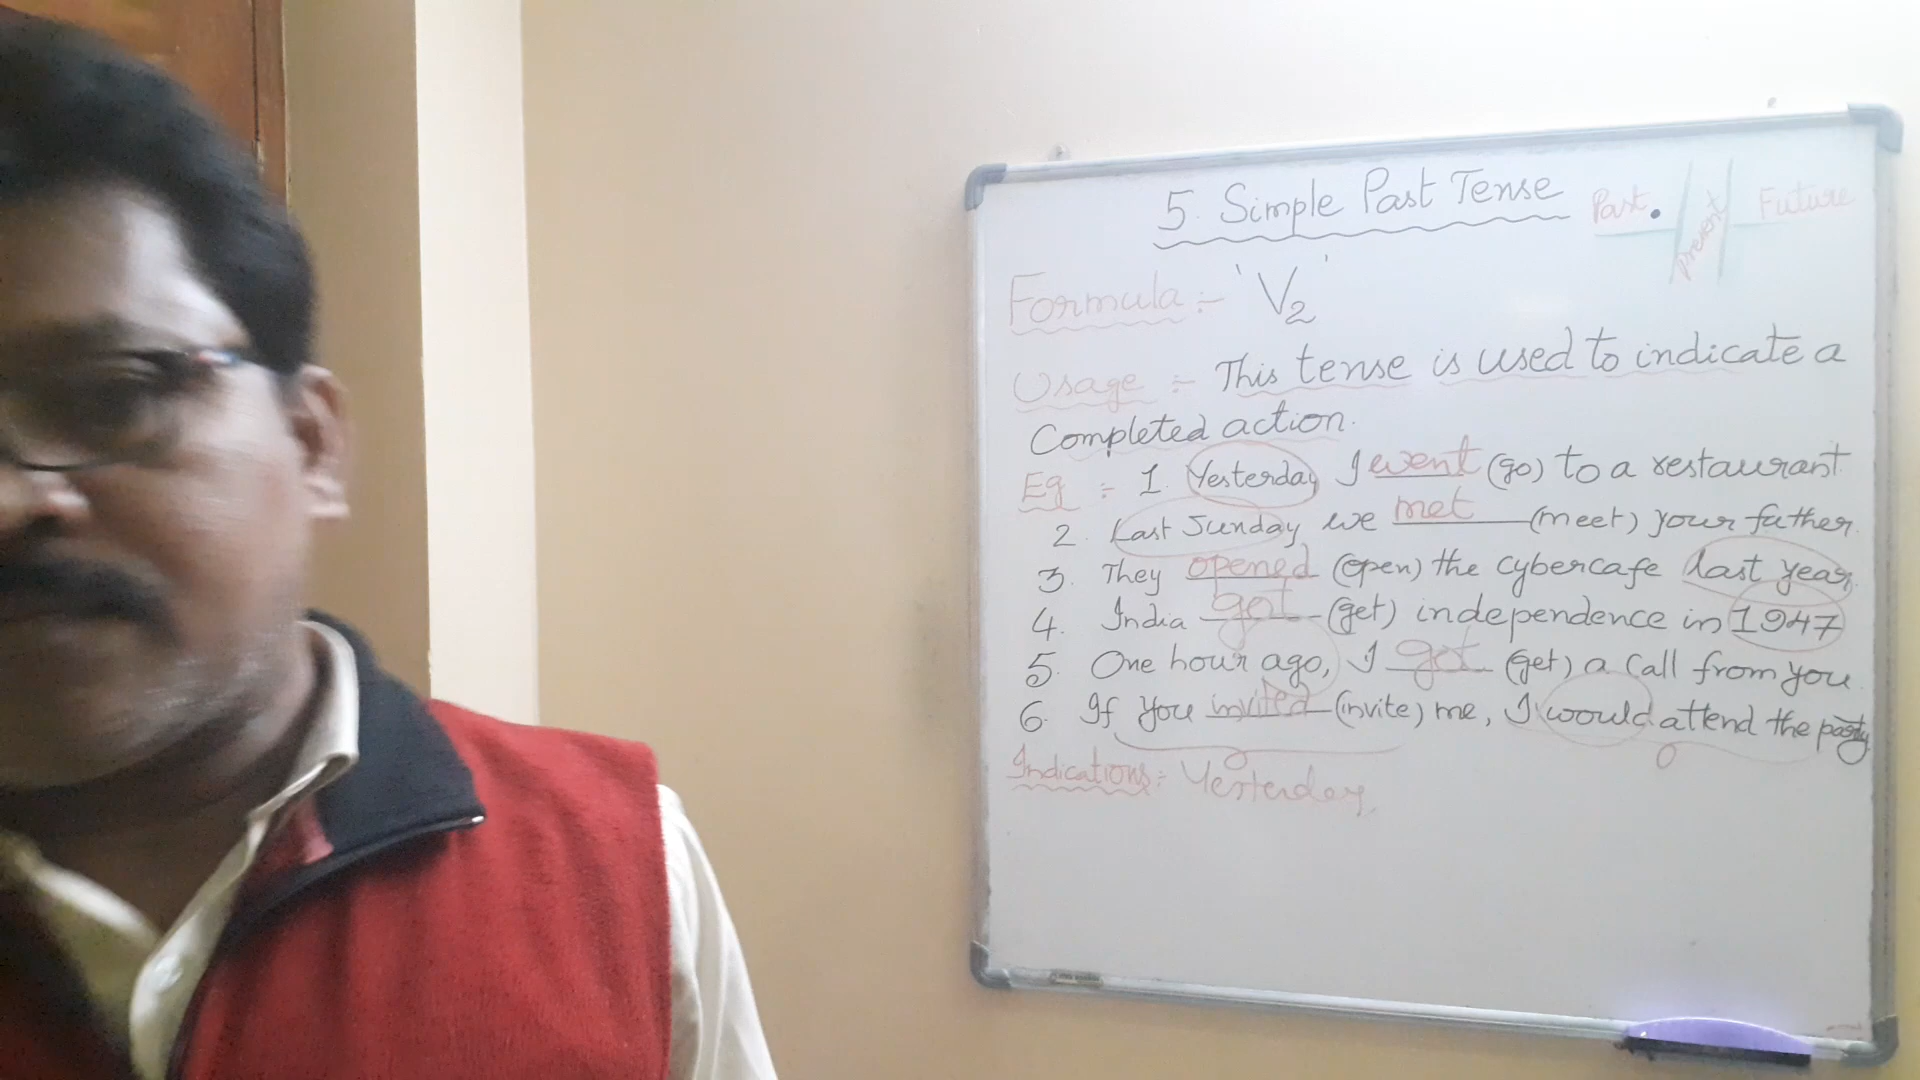 5. Simple Past Tense
Past. Present Future
Formula :- 'V2'
Usage :- This tense is used to indicate a
Completed action.
Eg :- 1. Yesterday I went (go) to a restaurant.
2. Last Sunday we met (meet) your father.
3. They opened (open) the cybercafe last year.
4. India got (get) independence in 1947
5. One hour ago, I got (get) a call from you.
6. If you invited (invite) me, I would attend the party.
Indications :- Yesterday,